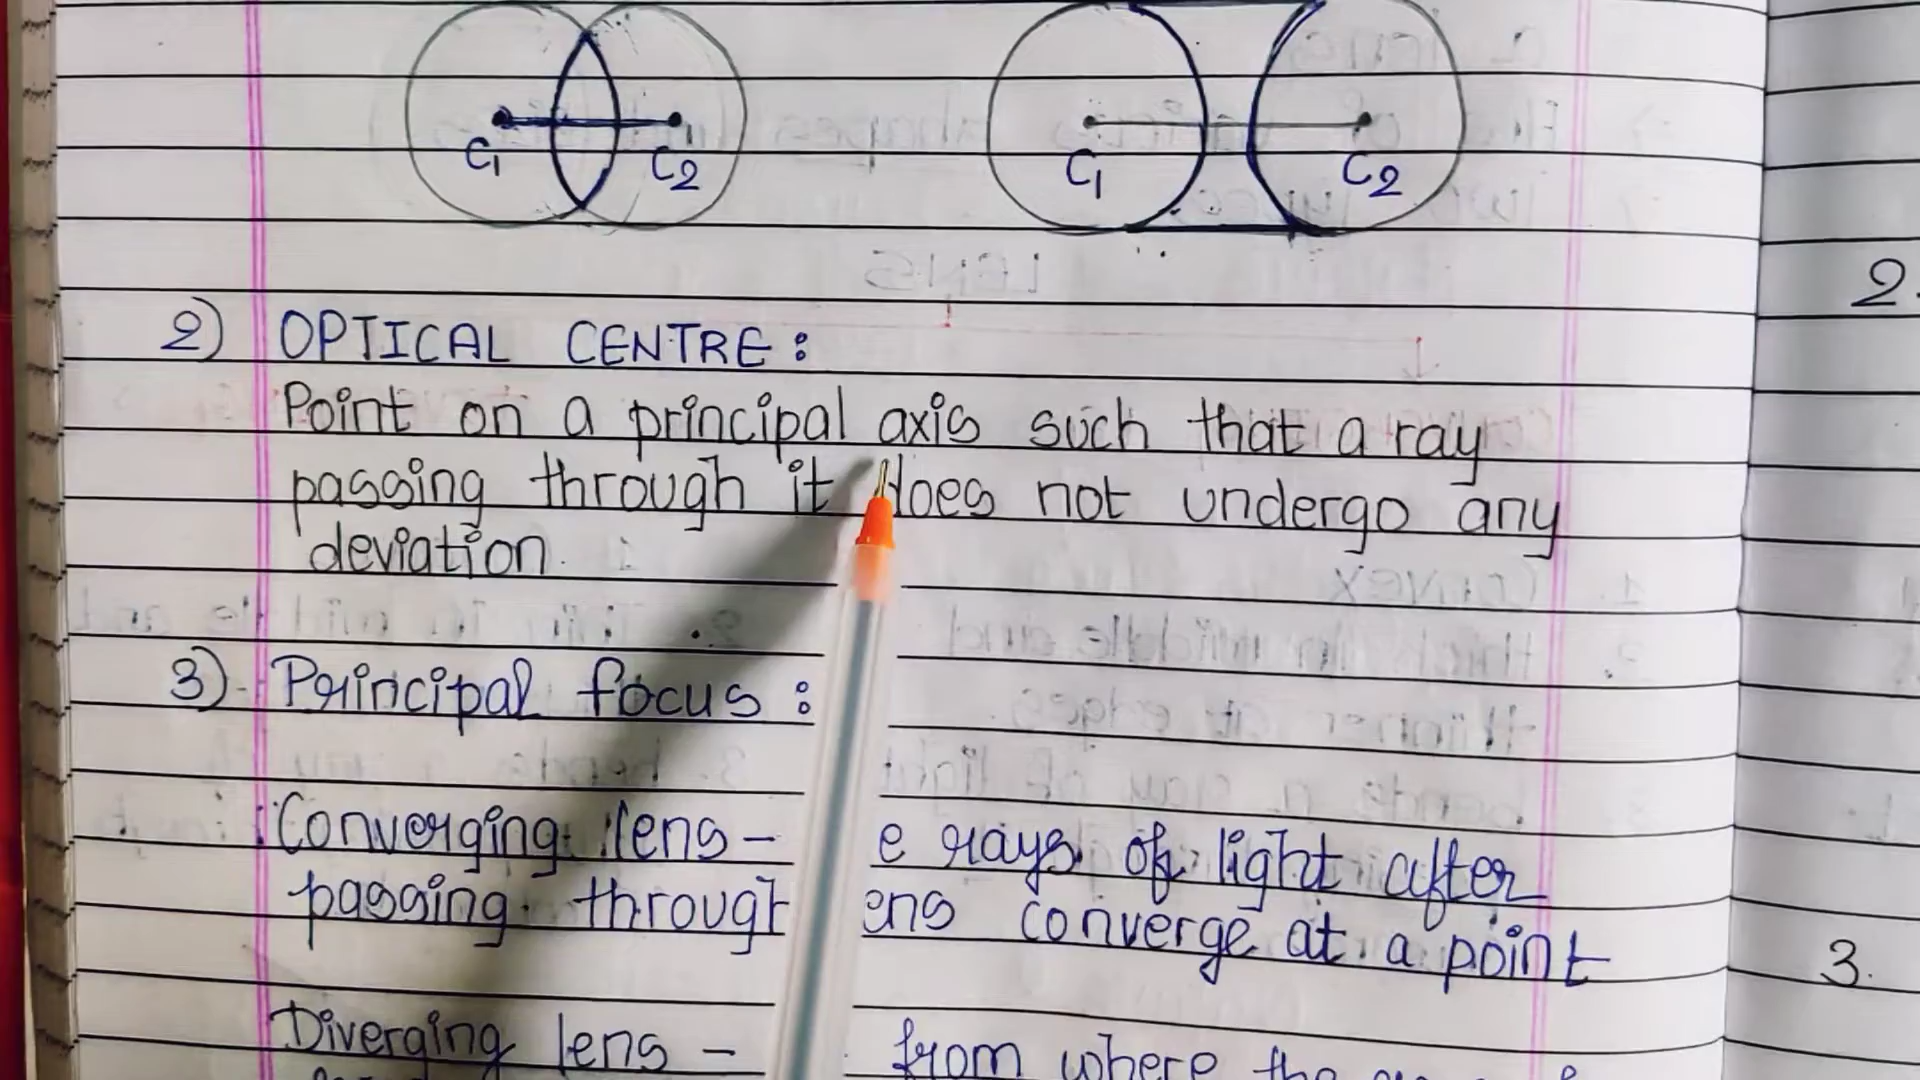 C1 C2 C1 C2
2) OPTICAL CENTRE :
Point on a principal axis such that a ray
passing through it does not undergo any
deviation.
3) Principal focus :
Converging lens - rays of light after
passing through converge at a point
Diverging lens - from where the
2.
3.